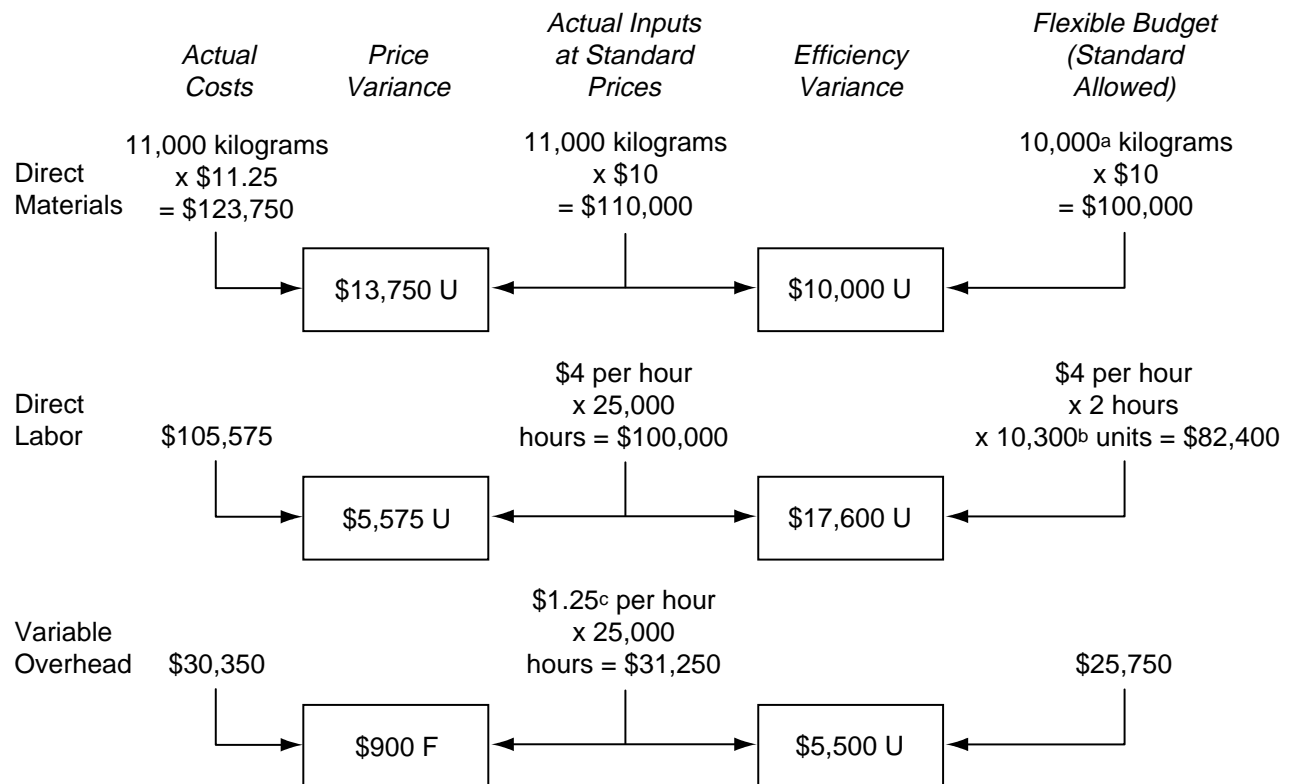 Actual
Costs
Price
Variance
Actual Inputs
at Standard
Prices
Efficiency
Variance
Flexible Budget
(Standard
Allowed)
Direct
Materials
11,000 kilograms
x $11.25
= $123,750
11,000 kilograms
x $10
= $110,000
10,000a kilograms
x $10
= $100,000
$13,750 U
$10,000 U
Direct
Labor
$105,575
$4 per hour
x 25,000
hours = $100,000
$4 per hour
x 2 hours
x 10,300b units = $82,400
$5,575 U
$17,600 U
Variable
Overhead
$30,350
$1.25c per hour
x 25,000
hours = $31,250
$25,750
$900 F
$5,500 U